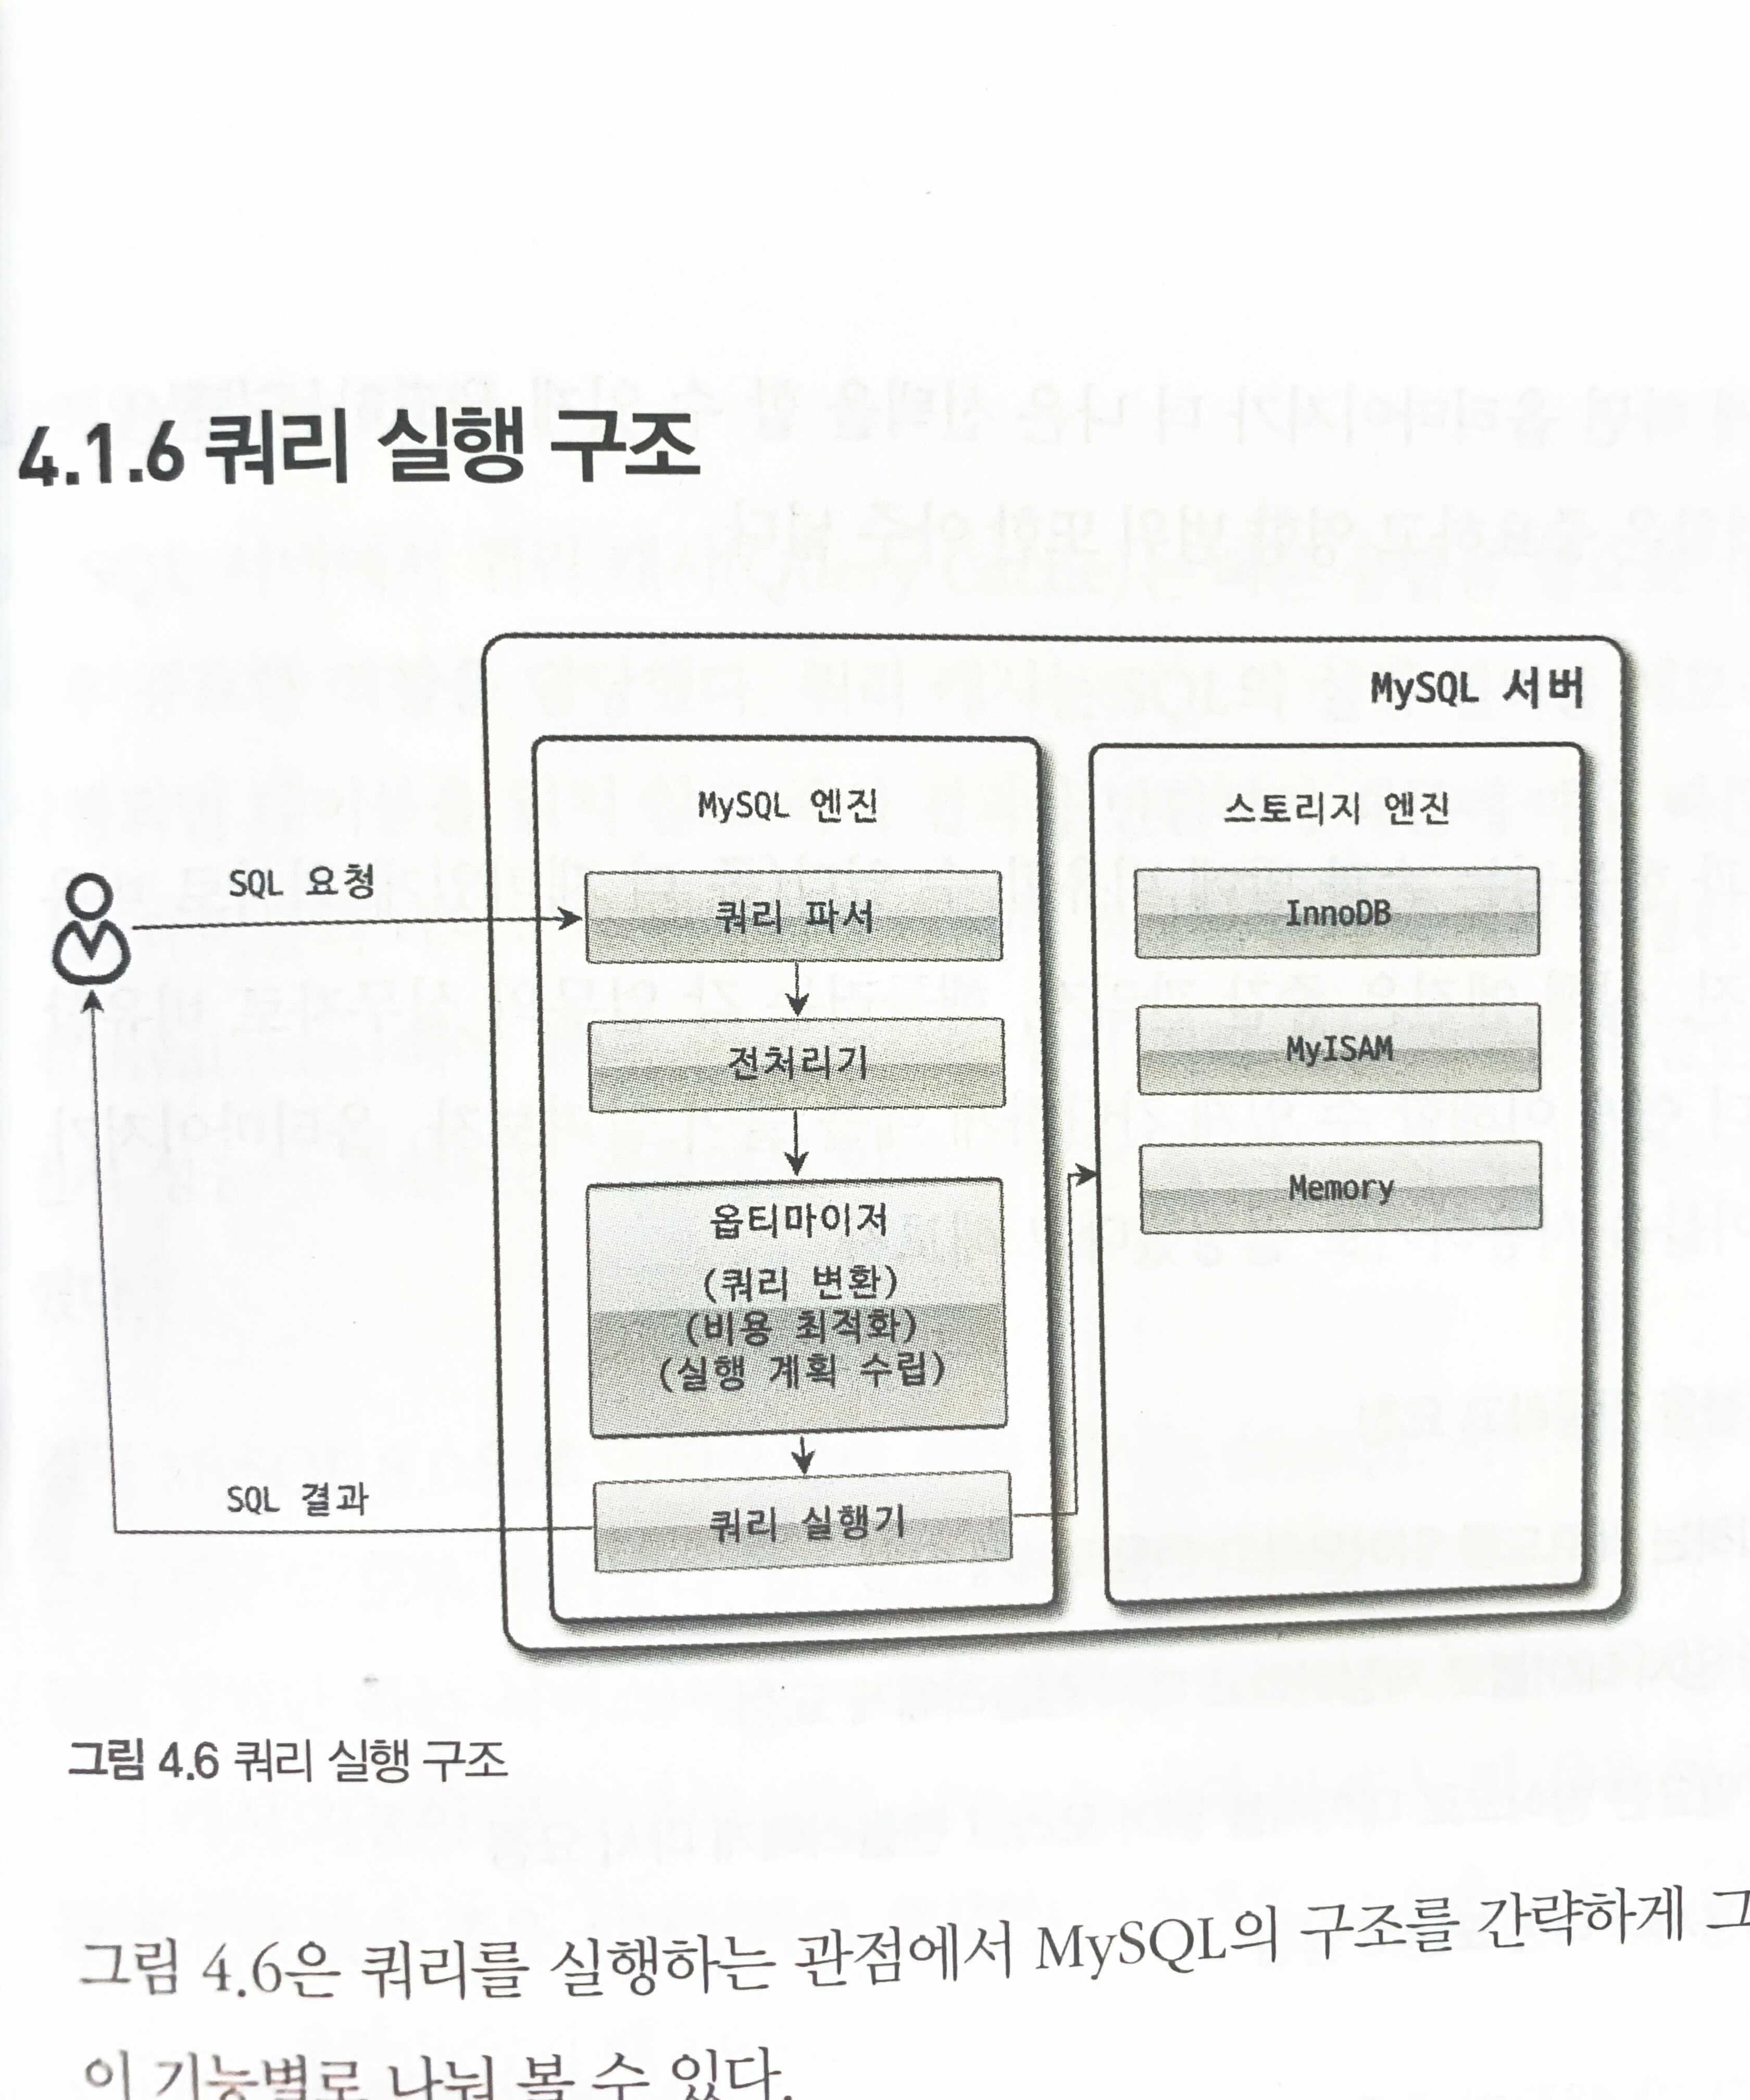 4.1.6 쿼리 실행 구조
MySQL 서버
MySQL 엔진
스토리지 엔진
SQL 요청
쿼리 파서
InnoDB
전처리기
MyISAM
Memory
옵티마이저
(쿼리 변환)
(비용 최적화)
(실행 계획 수립)
SQL 결과
쿼리 실행기
그림 4.6 쿼리 실행 구조
그림 4.6은 쿼리를 실행하는 관점에서 MySQL의 구조를 간략하게 그
이 기능별로 나눠 볼 수 있다.